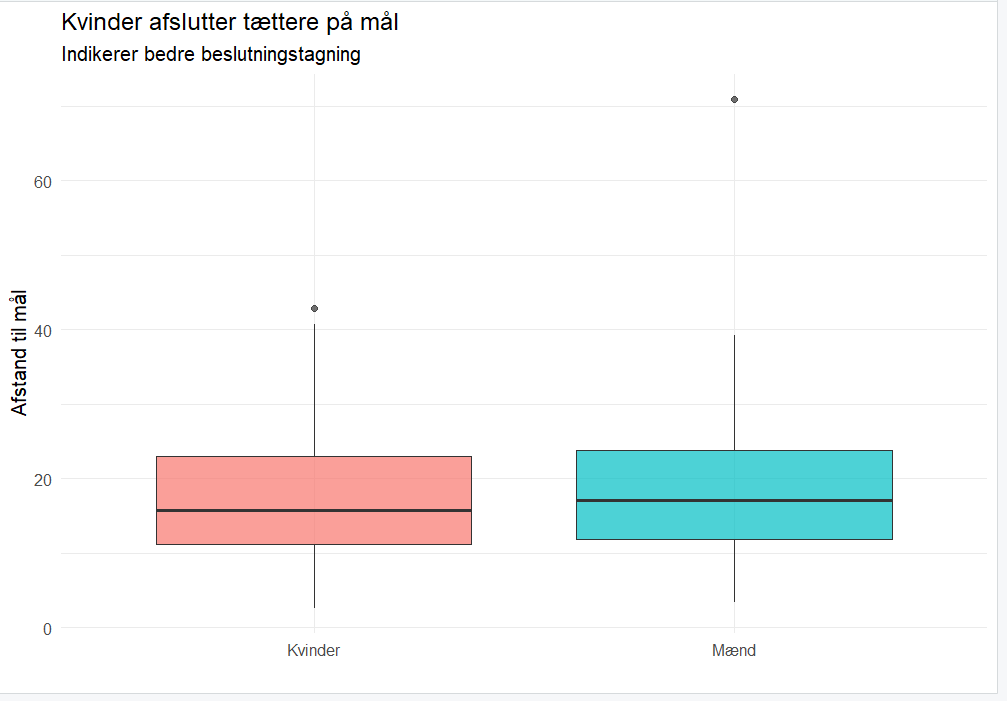 Kvinder afslutter tættere på mål
Indikerer bedre beslutningstagning
Afstand til mål
60
40
20
0
Kvinder
Mænd